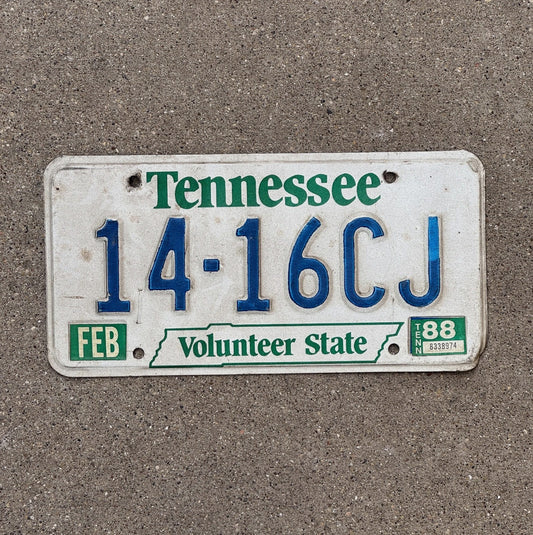 Tennessee
14-16CJ
FEB
Volunteer State
TENN
88
8338974